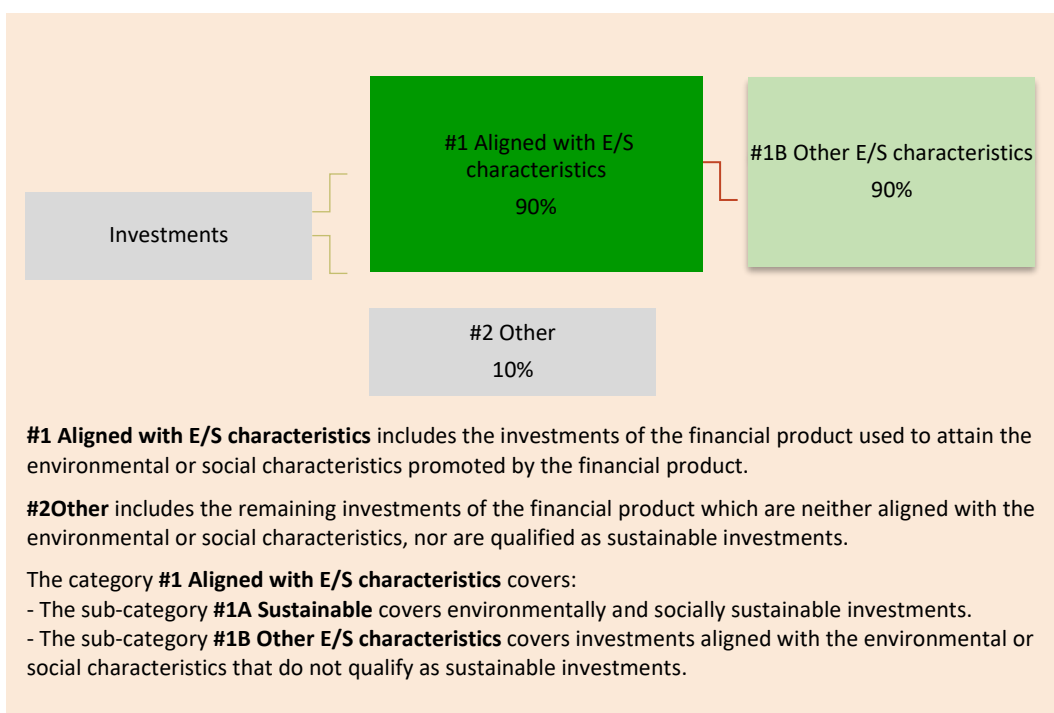 #1 Aligned with E/S
characteristics
90%
#1B Other E/S characteristics
90%
Investments
#2 Other
10%
#1 Aligned with E/S characteristics includes the investments of the financial product used to attain the
environmental or social characteristics promoted by the financial product.
#2Other includes the remaining investments of the financial product which are neither aligned with the
environmental or social characteristics, nor are qualified as sustainable investments.
The category #1 Aligned with E/S characteristics covers:
- The sub-category #1A Sustainable covers environmentally and socially sustainable investments.
- The sub-category #1B Other E/S characteristics covers investments aligned with the environmental or
social characteristics that do not qualify as sustainable investments.